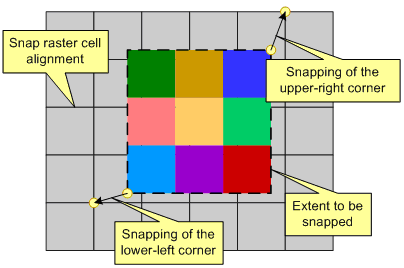 Snap raster cell
alignment
Snapping of the
upper-right corner
Extent to be
snapped
Snapping of the
lower-left corner